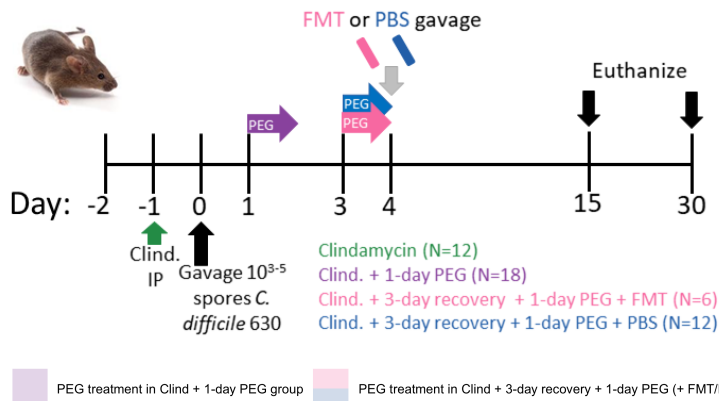 FMT or PBS gavage
Euthanize
PEG
PEG
PEG
Day: -2 -1 0 1 3 4 15 30
Clind.
IP
Gavage 10³⁻⁵
spores C.
difficile 630
Clindamycin (N=12)
Clind. + 1-day PEG (N=18)
Clind. + 3-day recovery + 1-day PEG + FMT (N=6)
Clind. + 3-day recovery + 1-day PEG + PBS (N=12)
PEG treatment in Clind + 1-day PEG group
PEG treatment in Clind + 3-day recovery + 1-day PEG (+ FMT/